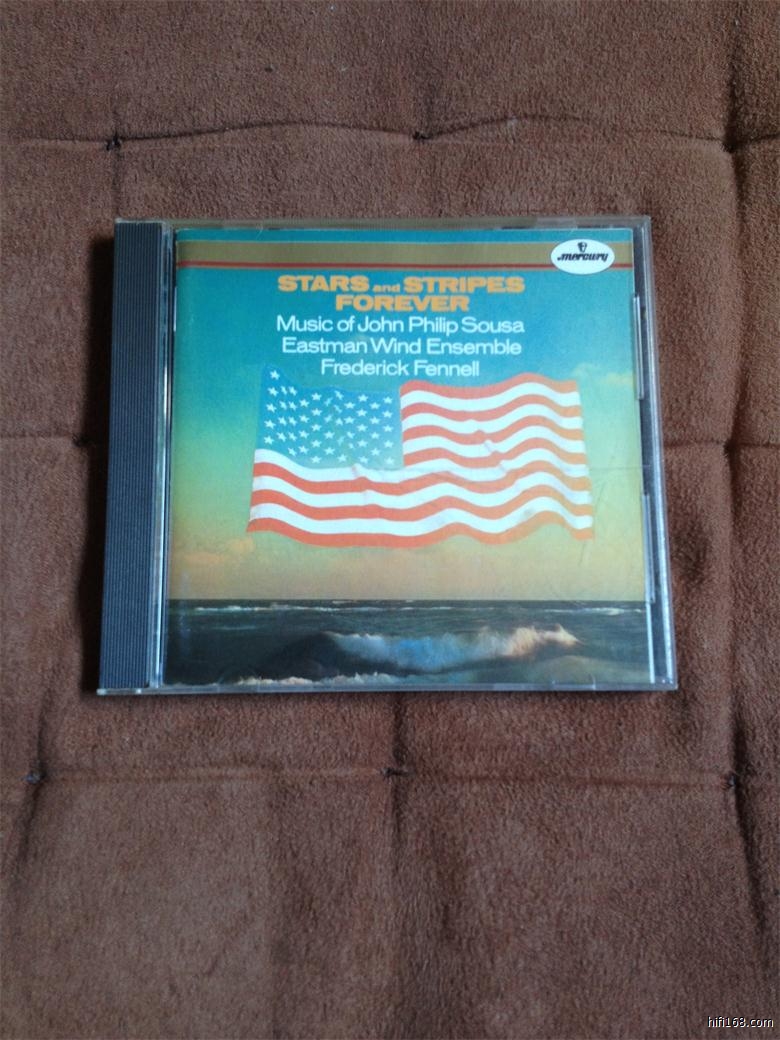 mercury
STARS and STRIPES
FOREVER
Music of John Philip Sousa
Eastman Wind Ensemble
Frederick Fennell
hifi168.com